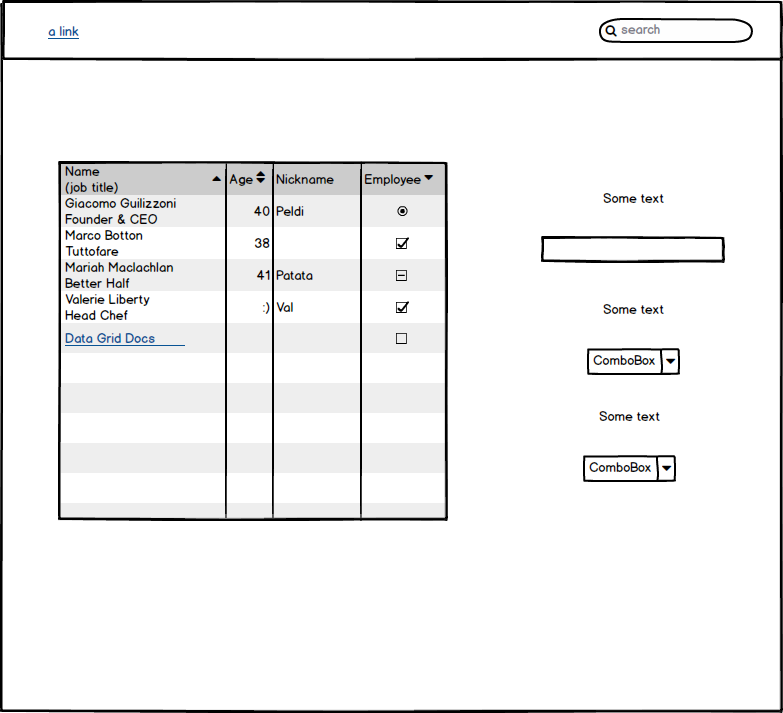 a link
search
Name
(job title)
Age
Nickname
Employee
Giacomo Guilizzoni
Founder & CEO
40
Peldi
Marco Botton
Tuttofare
38
Mariah Maclachlan
Better Half
41
Patata
Valerie Liberty
Head Chef
:)
Val
Data Grid Docs
Some text
Some text
ComboBox
Some text
ComboBox